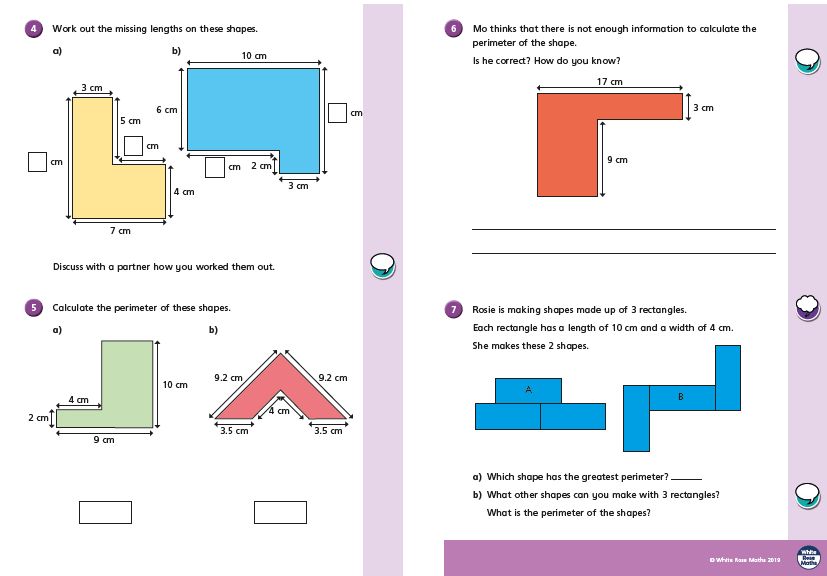 4 Work out the missing lengths on these shapes.
a)
b)
10 cm
3 cm
6 cm
5 cm
cm
cm
cm
cm
2 cm
3 cm
4 cm
7 cm
Discuss with a partner how you worked them out.
5 Calculate the perimeter of these shapes.
a)
b)
9.2 cm
9.2 cm
10 cm
4 cm
4 cm
2 cm
9 cm
3.5 cm
3.5 cm
6 Mo thinks that there is not enough information to calculate the
perimeter of the shape.
Is he correct? How do you know?
17 cm
3 cm
9 cm
7 Rosie is making shapes made up of 3 rectangles.
Each rectangle has a length of 10 cm and a width of 4 cm.
She makes these 2 shapes.
A
B
a) Which shape has the greatest perimeter?
b) What other shapes can you make with 3 rectangles?
What is the perimeter of the shapes?
© White Rose Maths 2019
White
Rose
Maths